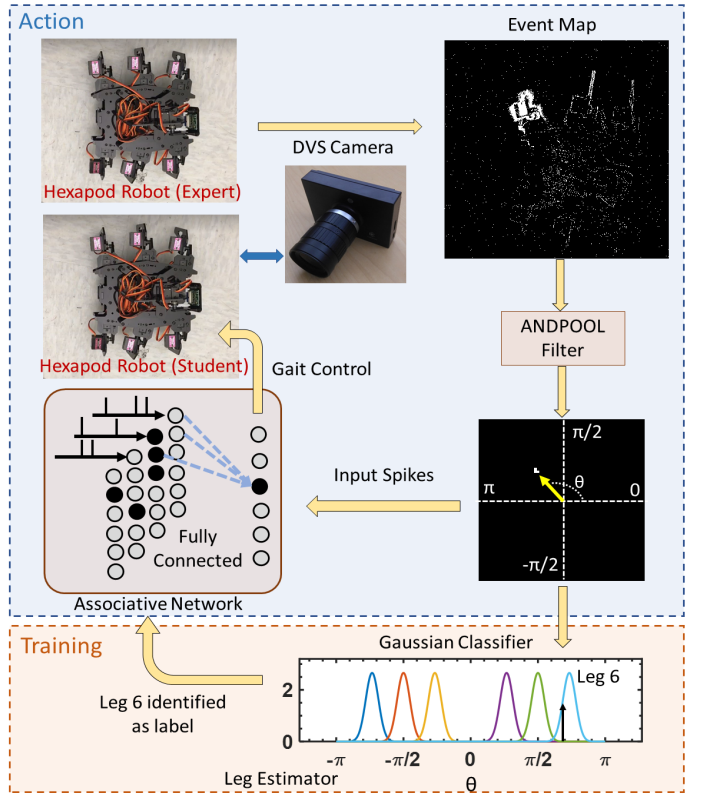 Action
Event Map
Hexapod Robot (Expert)
DVS Camera
Hexapod Robot (Student)
ANDPOOL
Filter
Gait Control
π/2
θ
π
0
-π/2
Input Spikes
Fully
Connected
Associative Network
Training
Gaussian Classifier
Leg 6 identified
as label
2
0
Leg 6
-π
-π/2
0
π/2
π
θ
Leg Estimator